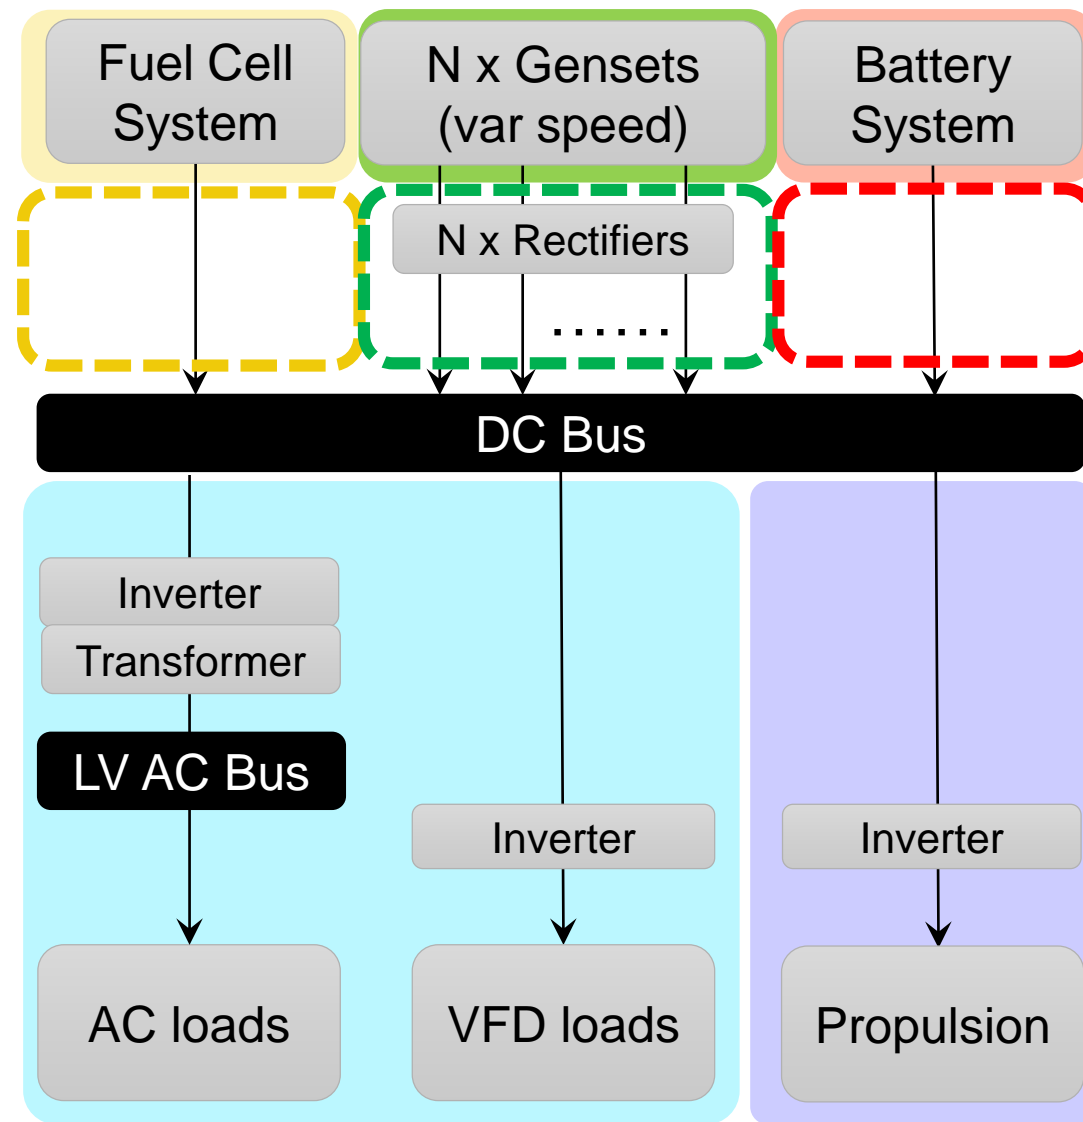 Fuel Cell
System
N x Gensets
(var speed)
Battery
System
N x Rectifiers
......
DC Bus
Inverter
Transformer
LV AC Bus
Inverter
Inverter
AC loads
VFD loads
Propulsion